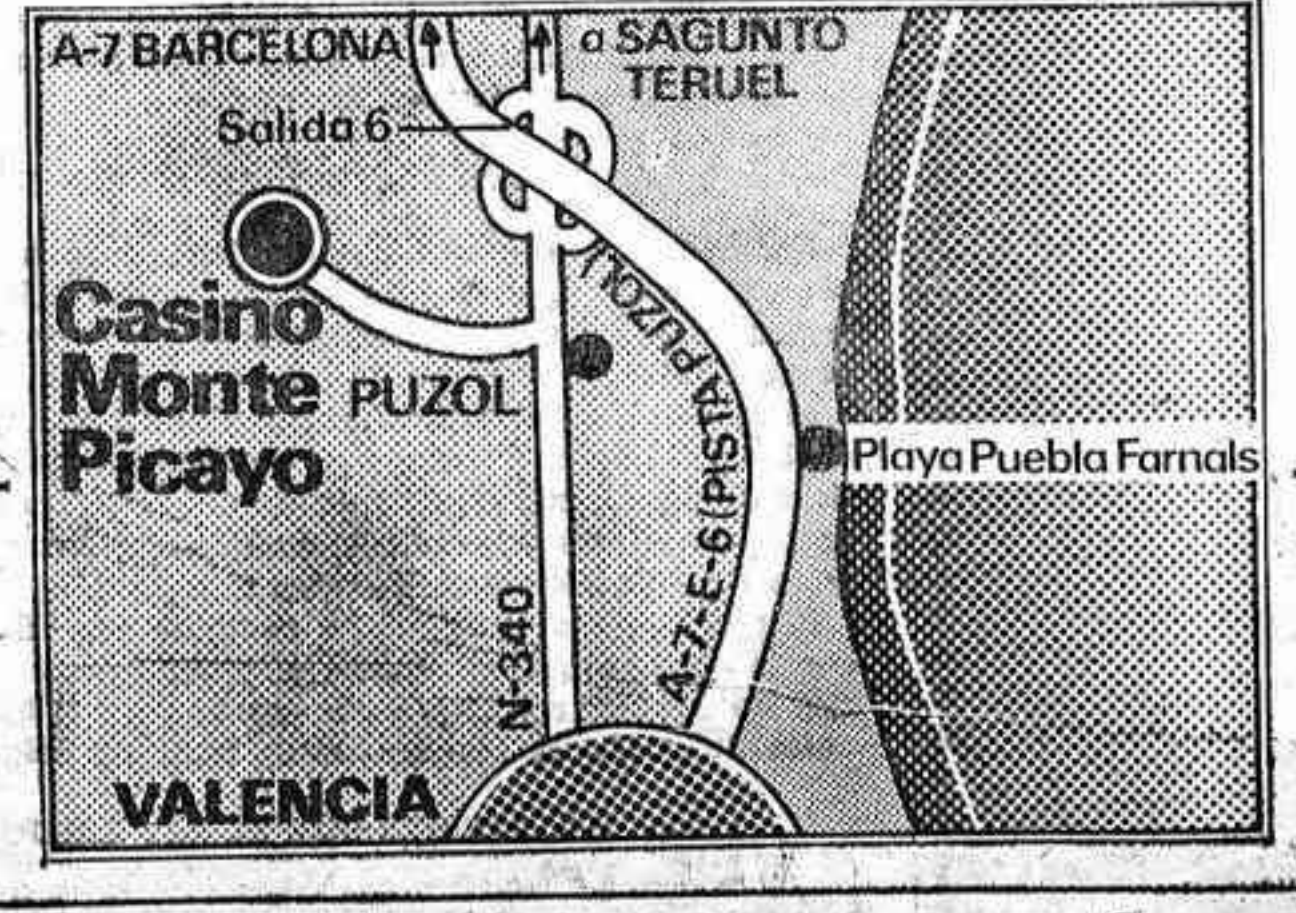 A-7 BARCELONA
a SAGUNTO
TERUEL
Salida 6
Casino
Monte
Picayo
PUZOL
A-7-E-6 (PISTA PUZOL)
Playa Puebla Farnals
N-340
VALENCIA